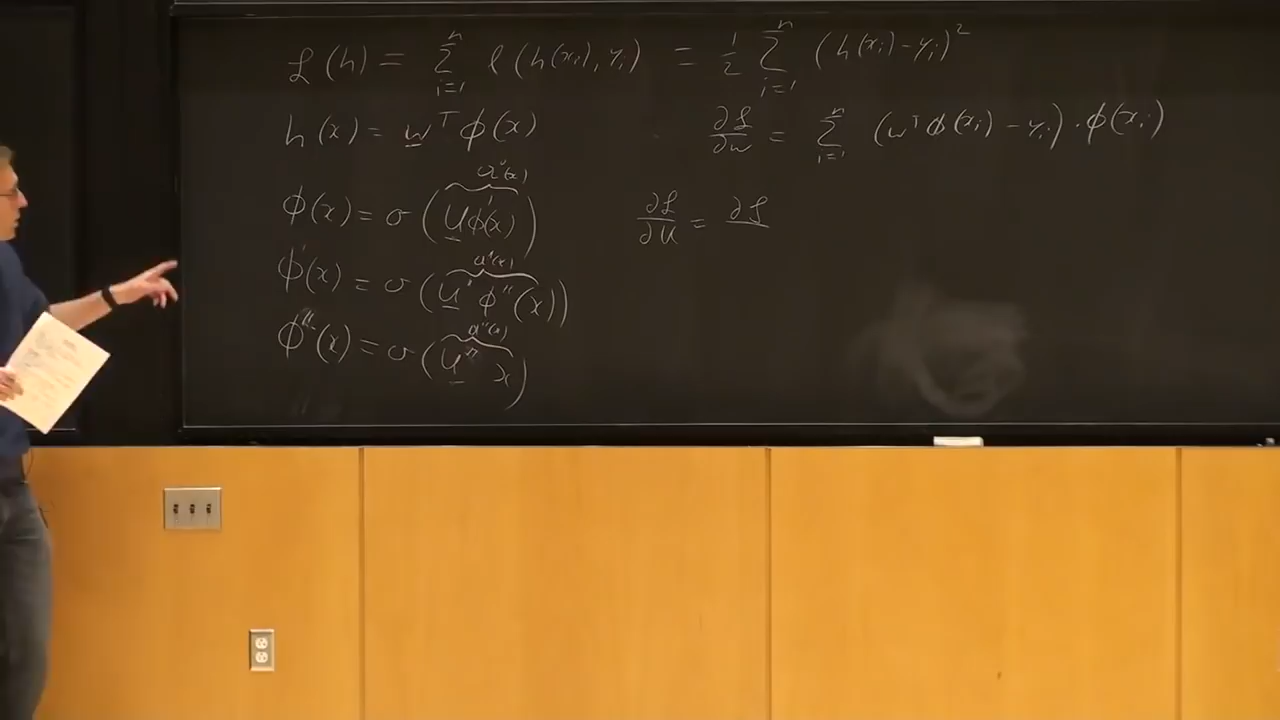 ℒ(h) = Σ_{i=1}^{n} ℓ(h(x_i), y_i) = 1/2 Σ_{i=1}^{n} (h(x_i) - y_i)^2
h(x) = w^T φ(x)
∂ℒ/∂w = Σ_{i=1}^{n} (w^T φ(x_i) - y_i) · φ(x_i)
φ(x) = σ(U φ'(x))
∂ℒ/∂U = ∂ℒ
a'(x)
φ'(x) = σ(U' φ''(x))
a''(x)
φ''(x) = σ(U'' x)